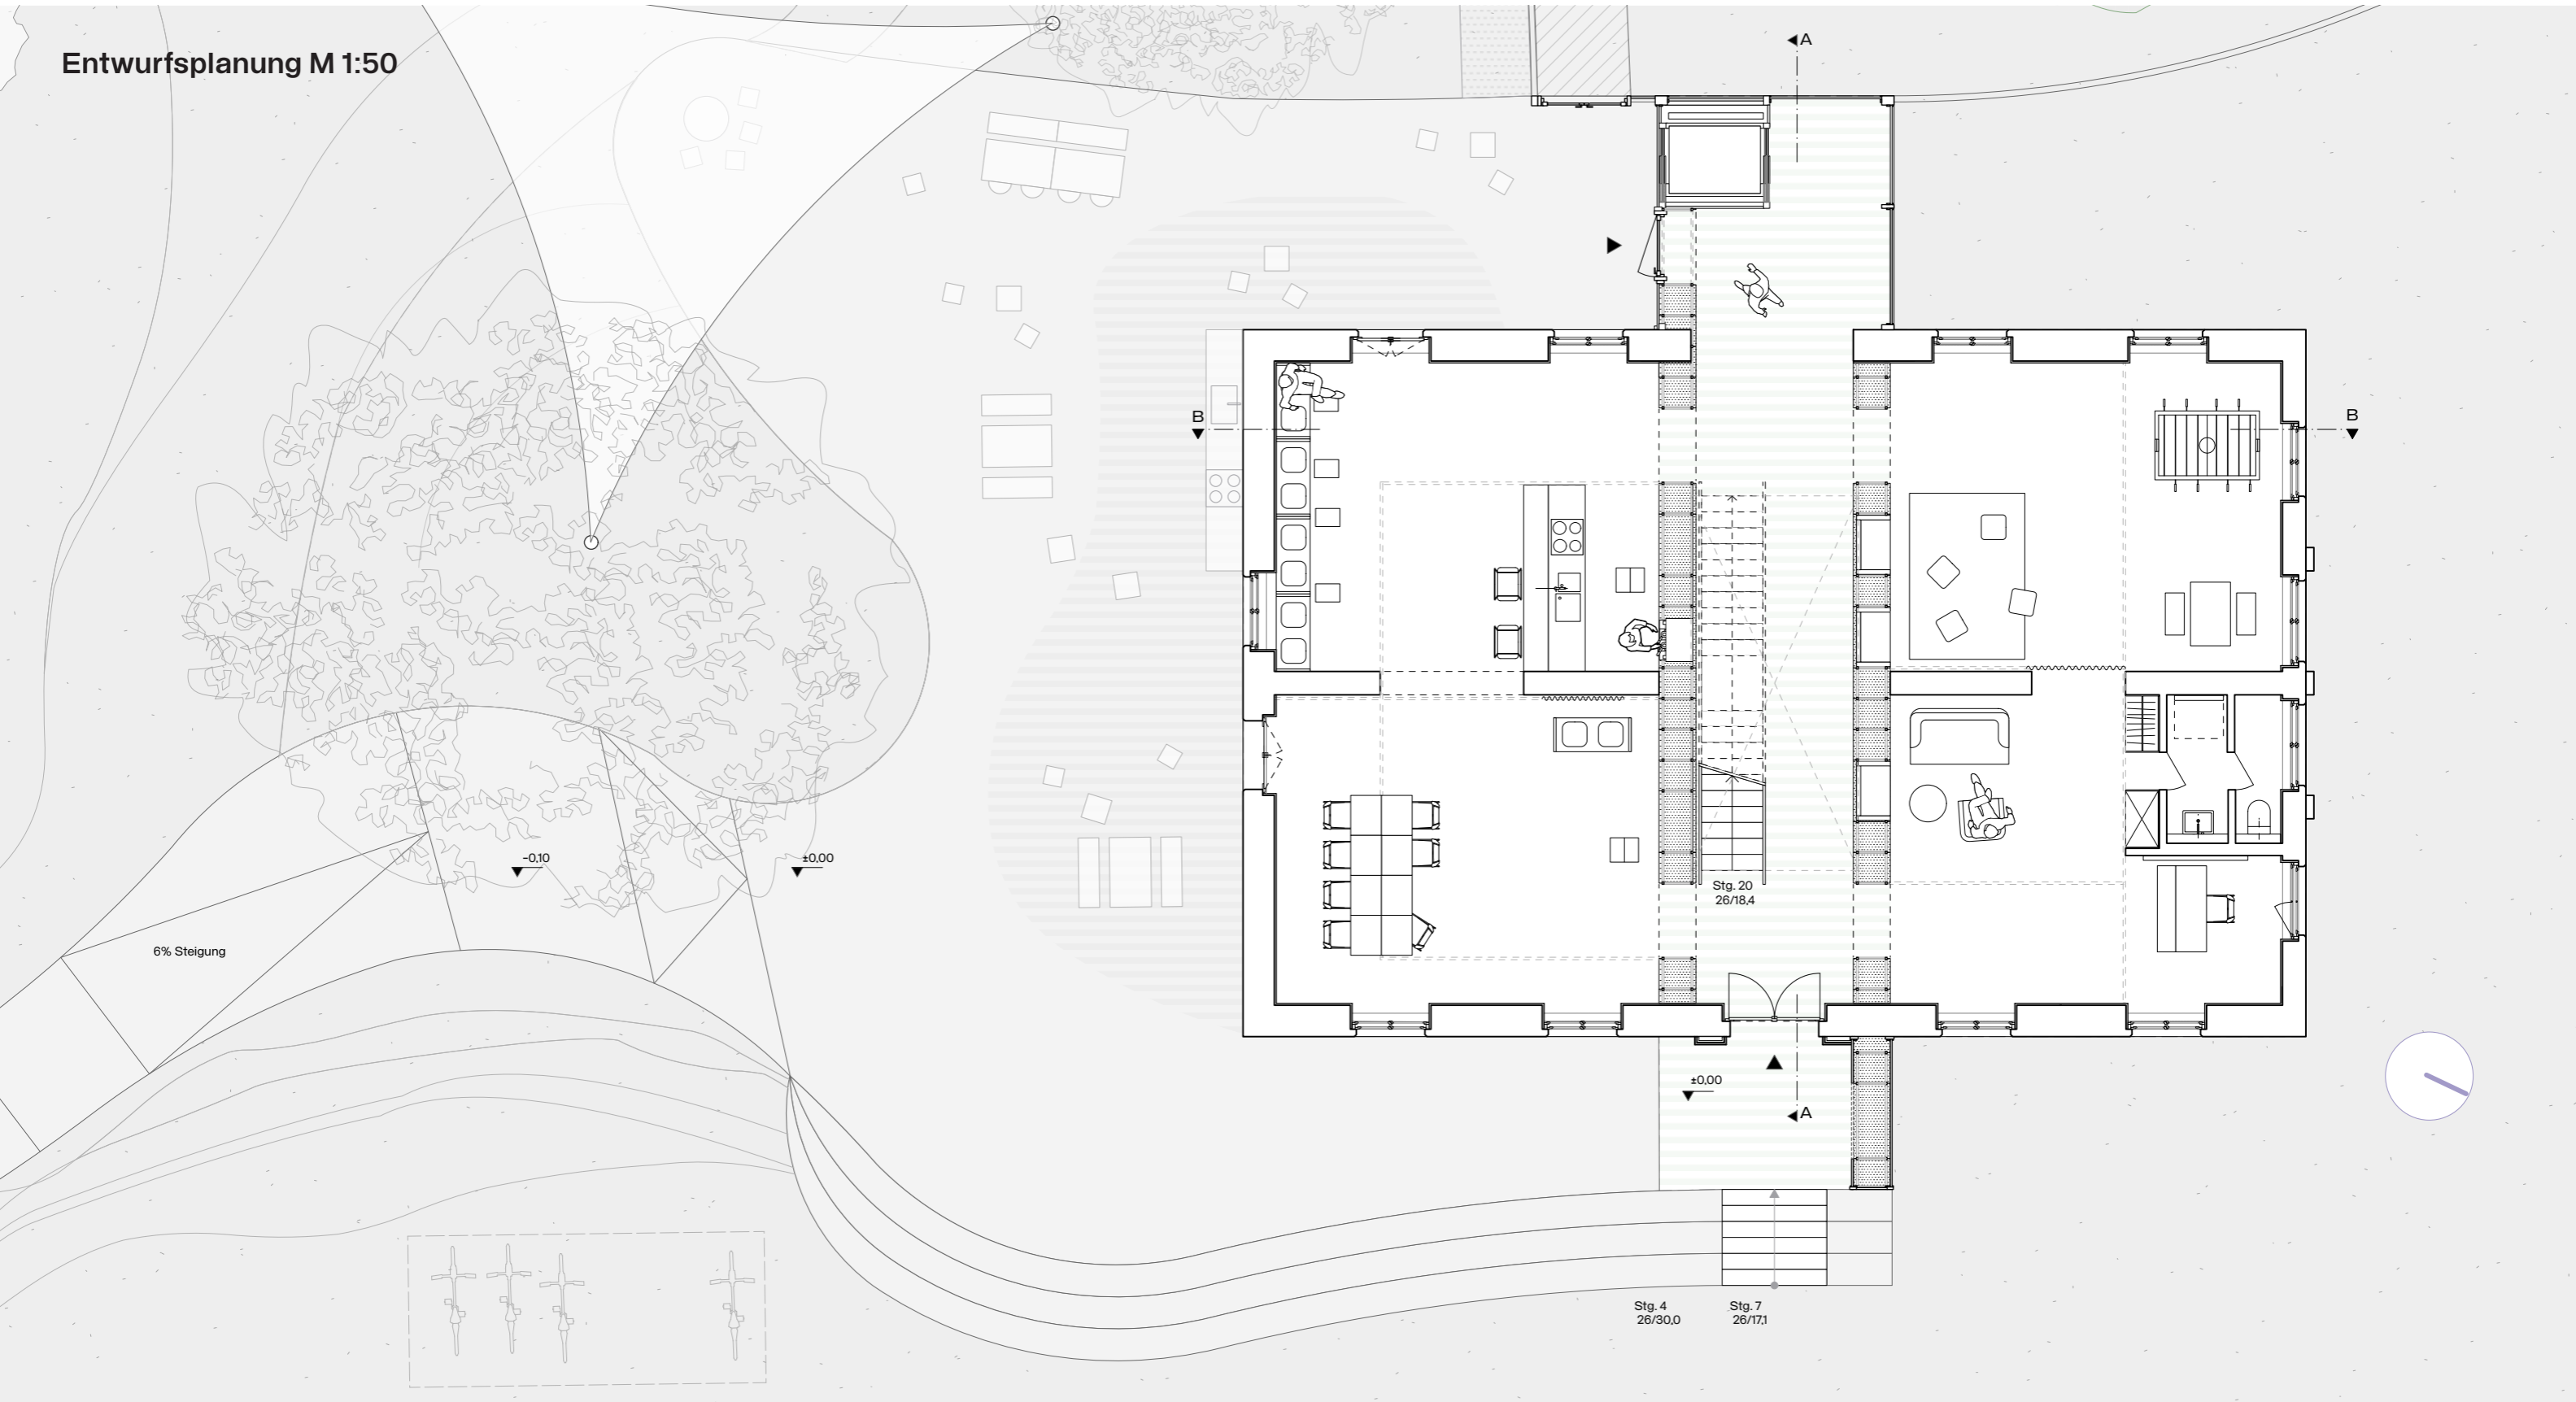 Entwurfsplanung M 1:50
A
B
B
-0,10
±0,00
Stg. 20
26/18,4
6% Steigung
±0,00
A
Stg. 4
26/30,0
Stg. 7
26/17,1